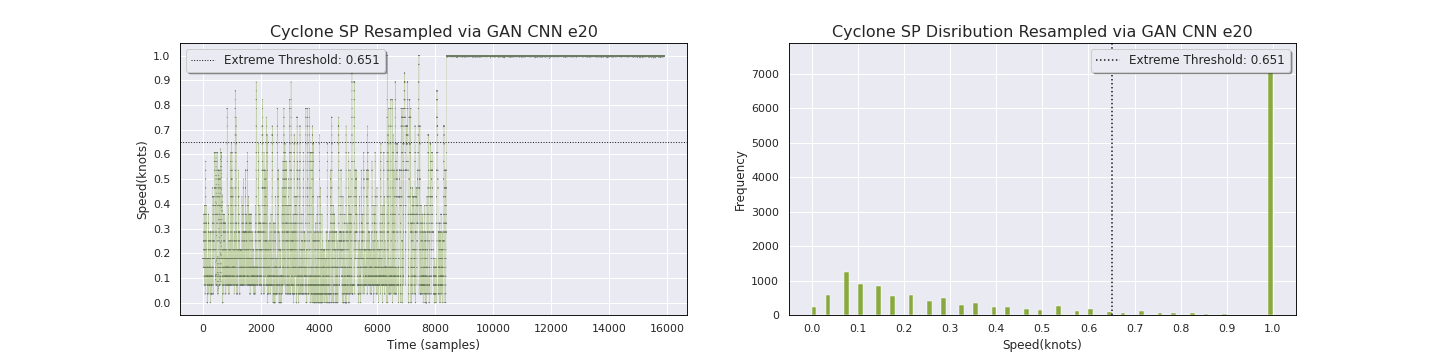 Cyclone SP Resampled via GAN CNN e20
Extreme Threshold: 0.651
1.0
0.9
0.8
0.7
0.6
0.5
0.4
0.3
0.2
0.1
0.0
Speed(knots)
0 2000 4000 6000 8000 10000 12000 14000 16000
Time (samples)
Cyclone SP Disribution Resampled via GAN CNN e20
Extreme Threshold: 0.651
7000
6000
5000
4000
3000
2000
1000
0
Frequency
0.0 0.1 0.2 0.3 0.4 0.5 0.6 0.7 0.8 0.9 1.0
Speed(knots)